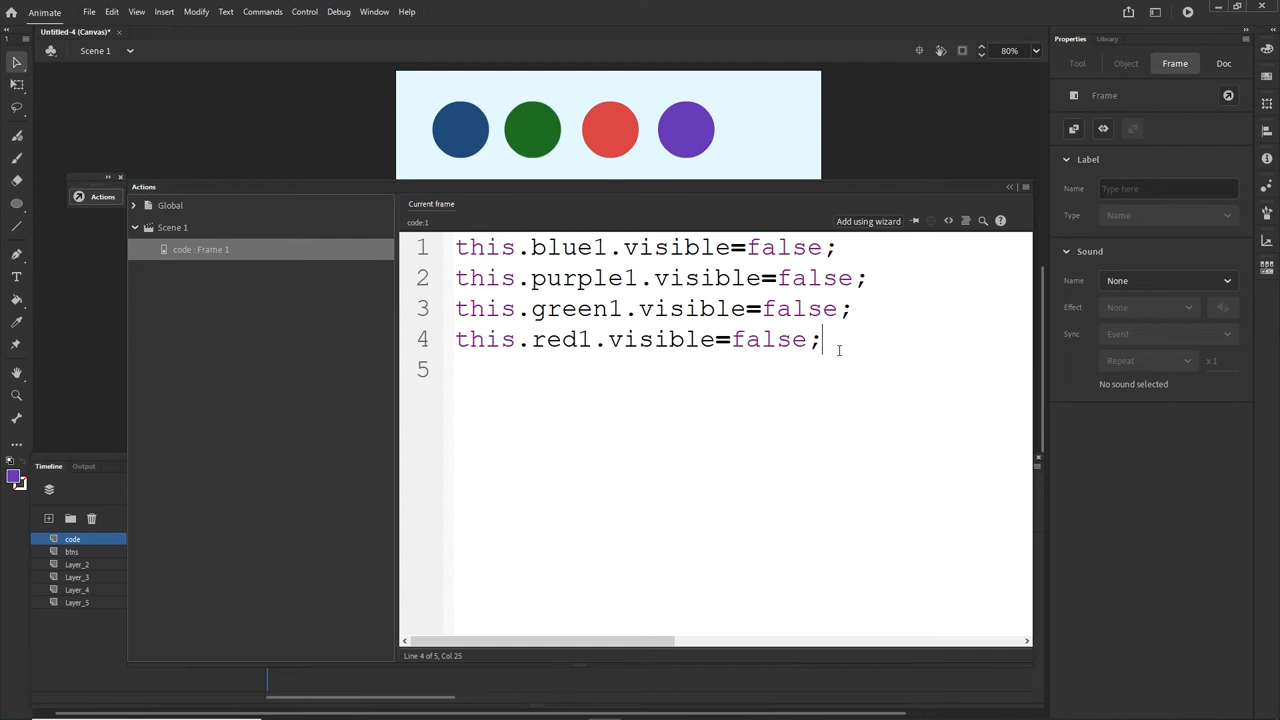 Animate File Edit View Insert Modify Text Commands Control Debug Window Help
Untitled-4 (Canvas)* ×
Scene 1
80%
Properties Library
Tool Object Frame Doc
Frame
Label
Name Type here...
Type Name
Sound
Name None
Effect None
Sync Event
Repeat x 1
No sound selected
Actions
Actions
Global
Scene 1
code : Frame 1
Current frame
code:1
Add using wizard
1 this.blue1.visible=false;
2 this.purple1.visible=false;
3 this.green1.visible=false;
4 this.red1.visible=false;
5
Line 4 of 5, Col 25
Timeline Output
code
btns
Layer_2
Layer_3
Layer_4
Layer_5